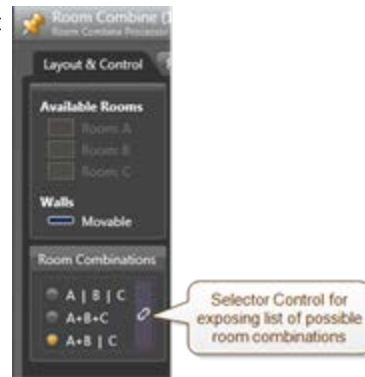 Room Combine (1
Room Combine Processor
Layout & Control
Available Rooms
Room: A
Room: B
Room: C
Walls
Movable
Room Combinations
A | B | C
A+B+C
A+B | C
Selector Control for
exposing list of possible
room combinations